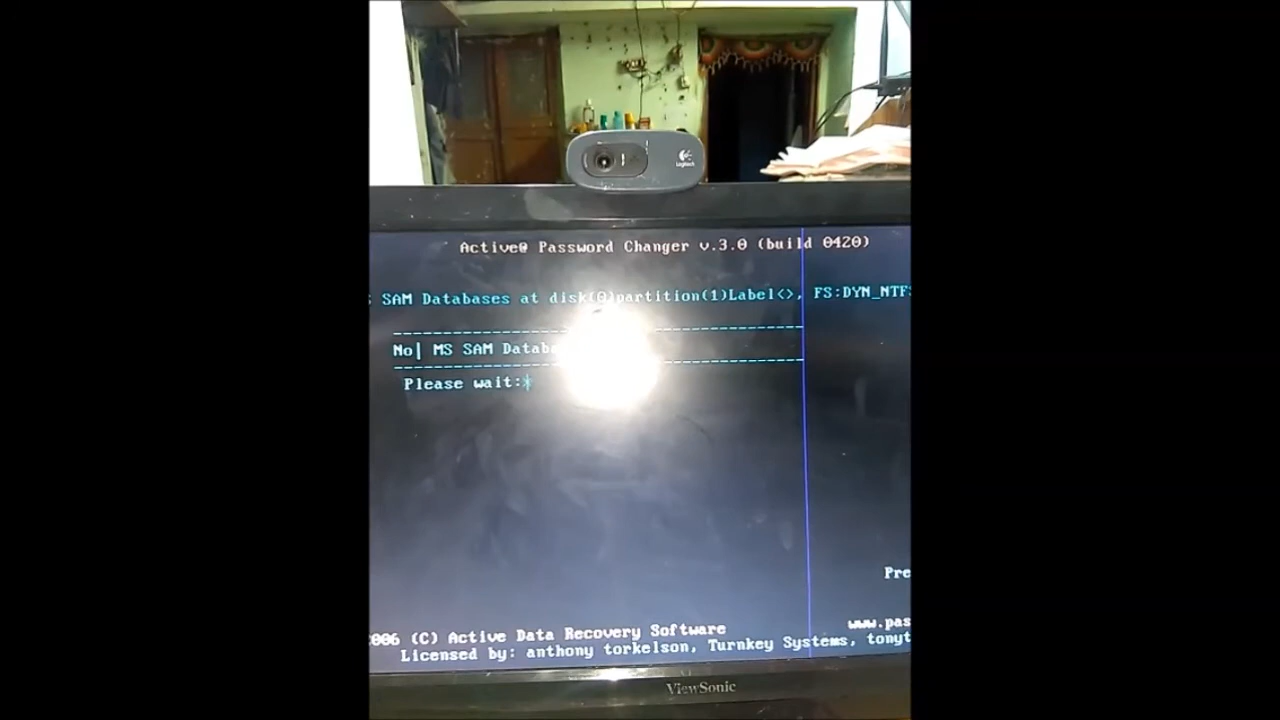 Logitech
Active@ Password Changer v.3.0 (build 0420)
SAM Databases at disk(0)partition(1)Label<>, FS:DYN_NTFS
No| MS SAM Datab
Please wait:*
Pre
006 (C) Active Data Recovery Software
www.pas
Licensed by: anthony torkelson, Turnkey Systems, tonyt
ViewSonic